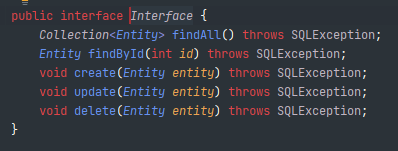 public interface Interface {
    Collection<Entity> findAll() throws SQLException;
    Entity findById(int id) throws SQLException;
    void create(Entity entity) throws SQLException;
    void update(Entity entity) throws SQLException;
    void delete(Entity entity) throws SQLException;
}